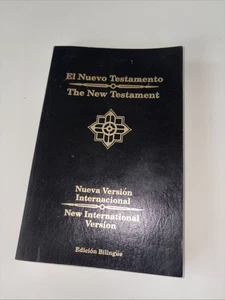 El Nuevo Testamento
The New Testament
Nueva Versión
Internacional
New International
Version
Edición Bilingüe